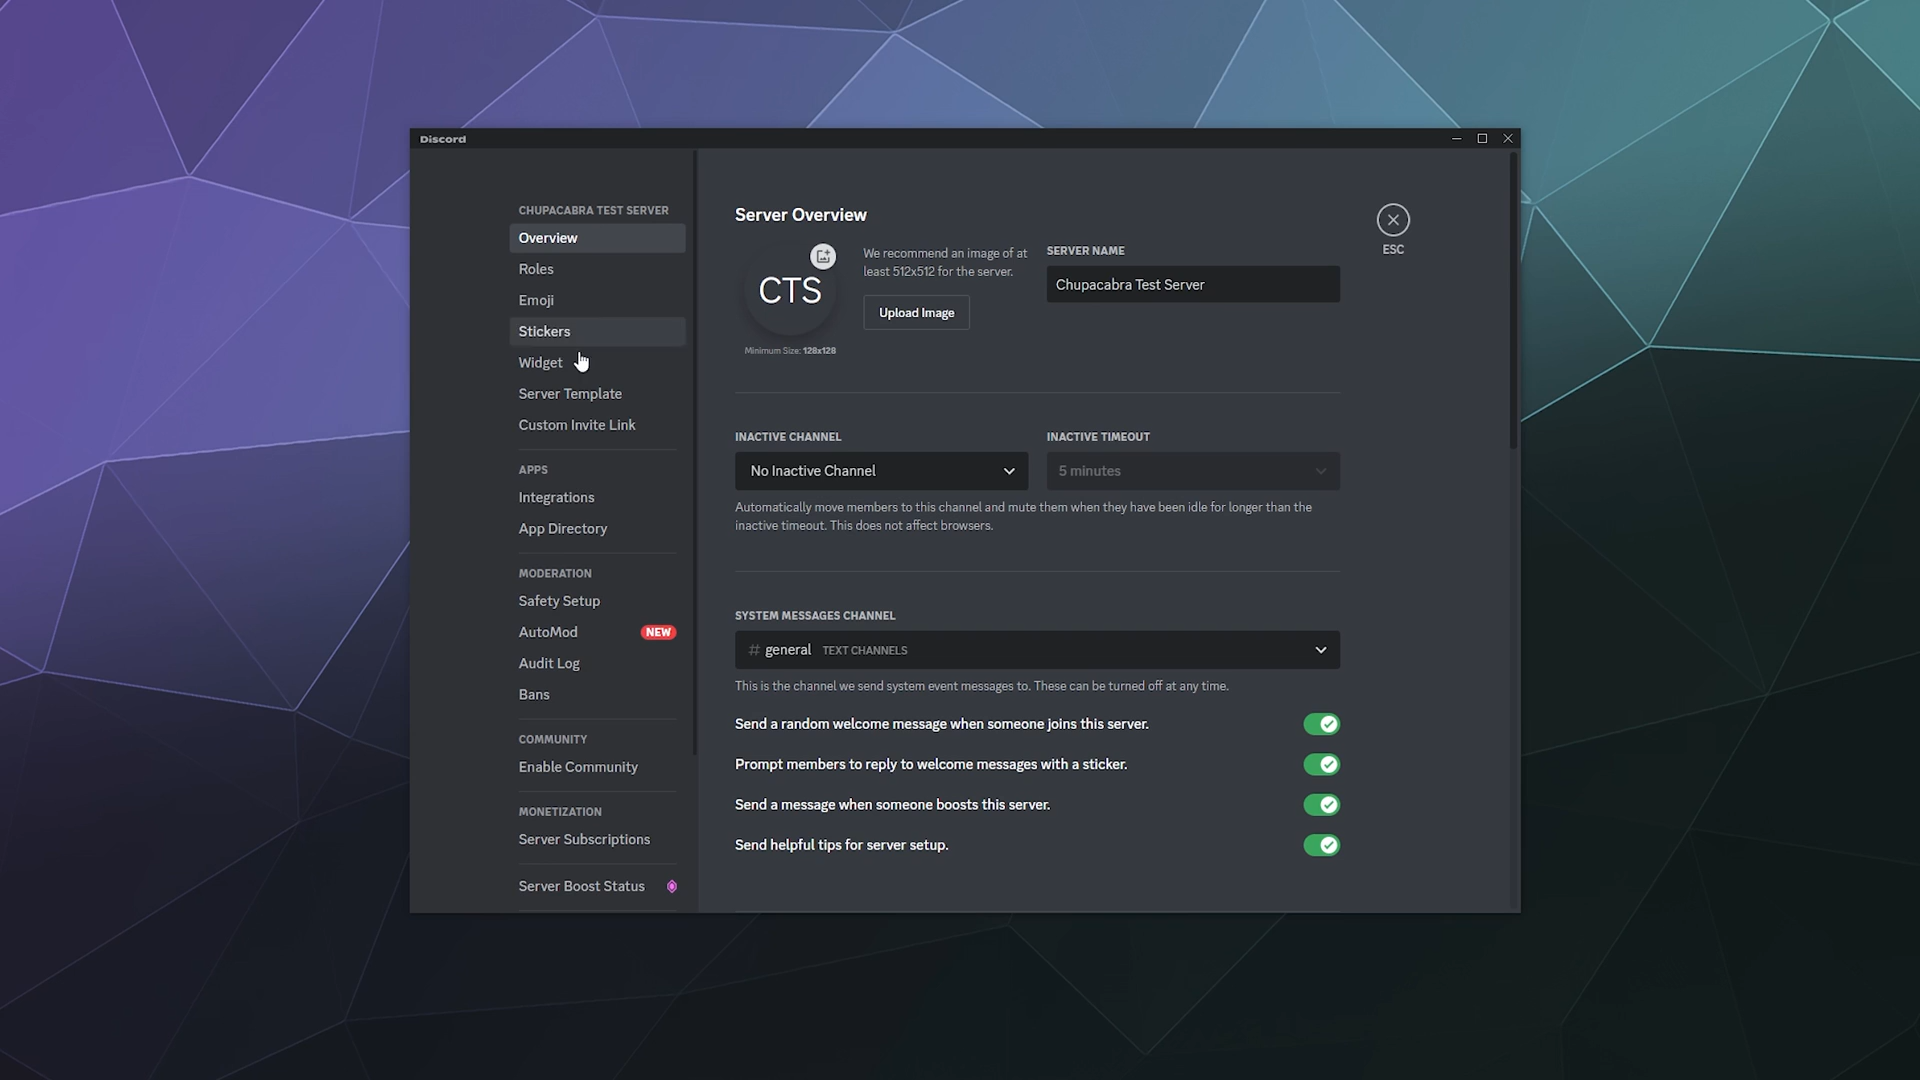 Discord
CHUPACABRA TEST SERVER
Overview
Roles
Emoji
Stickers
Widget
Server Template
Custom Invite Link
APPS
Integrations
App Directory
MODERATION
Safety Setup
AutoMod NEW
Audit Log
Bans
COMMUNITY
Enable Community
MONETIZATION
Server Subscriptions
Server Boost Status
Server Overview
CTS
Minimum Size: 128x128
We recommend an image of at
least 512x512 for the server.
Upload Image
SERVER NAME
Chupacabra Test Server
ESC
INACTIVE CHANNEL
No Inactive Channel
INACTIVE TIMEOUT
5 minutes
Automatically move members to this channel and mute them when they have been idle for longer than the
inactive timeout. This does not affect browsers.
SYSTEM MESSAGES CHANNEL
# general TEXT CHANNELS
This is the channel we send system event messages to. These can be turned off at any time.
Send a random welcome message when someone joins this server.
Prompt members to reply to welcome messages with a sticker.
Send a message when someone boosts this server.
Send helpful tips for server setup.